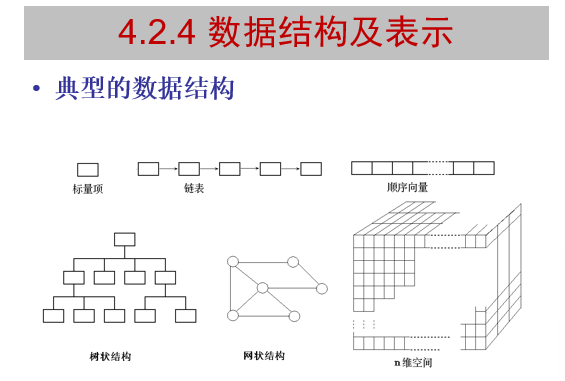 4.2.4 数据结构及表示
• 典型的数据结构
标量项
链表
顺序向量
树状结构
网状结构
n维空间